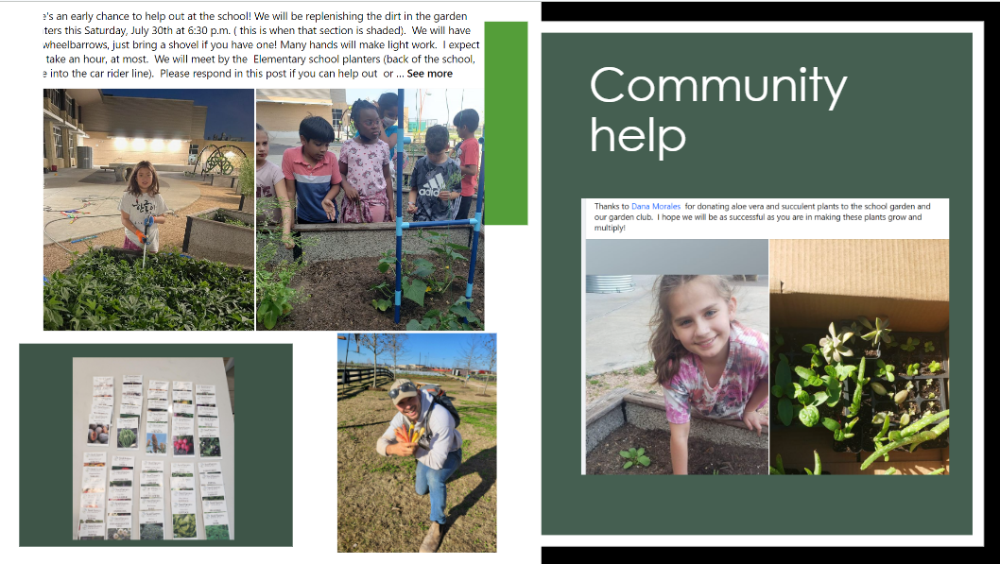 's an early chance to help out at the school! We will be replenishing the dirt in the garden
ters this Saturday, July 30th at 6:30 p.m. ( this is when that section is shaded). We will have
wheelbarrows, just bring a shovel if you have one! Many hands will make light work. I expect
take an hour, at most. We will meet by the Elementary school planters (back of the school,
e into the car rider line). Please respond in this post if you can help out or ... See more
한글이
adidas
Community
help
Thanks to Dana Morales for donating aloe vera and succulent plants to the school garden and
our garden club. I hope we will be as successful as you are in making these plants grow and
multiply!